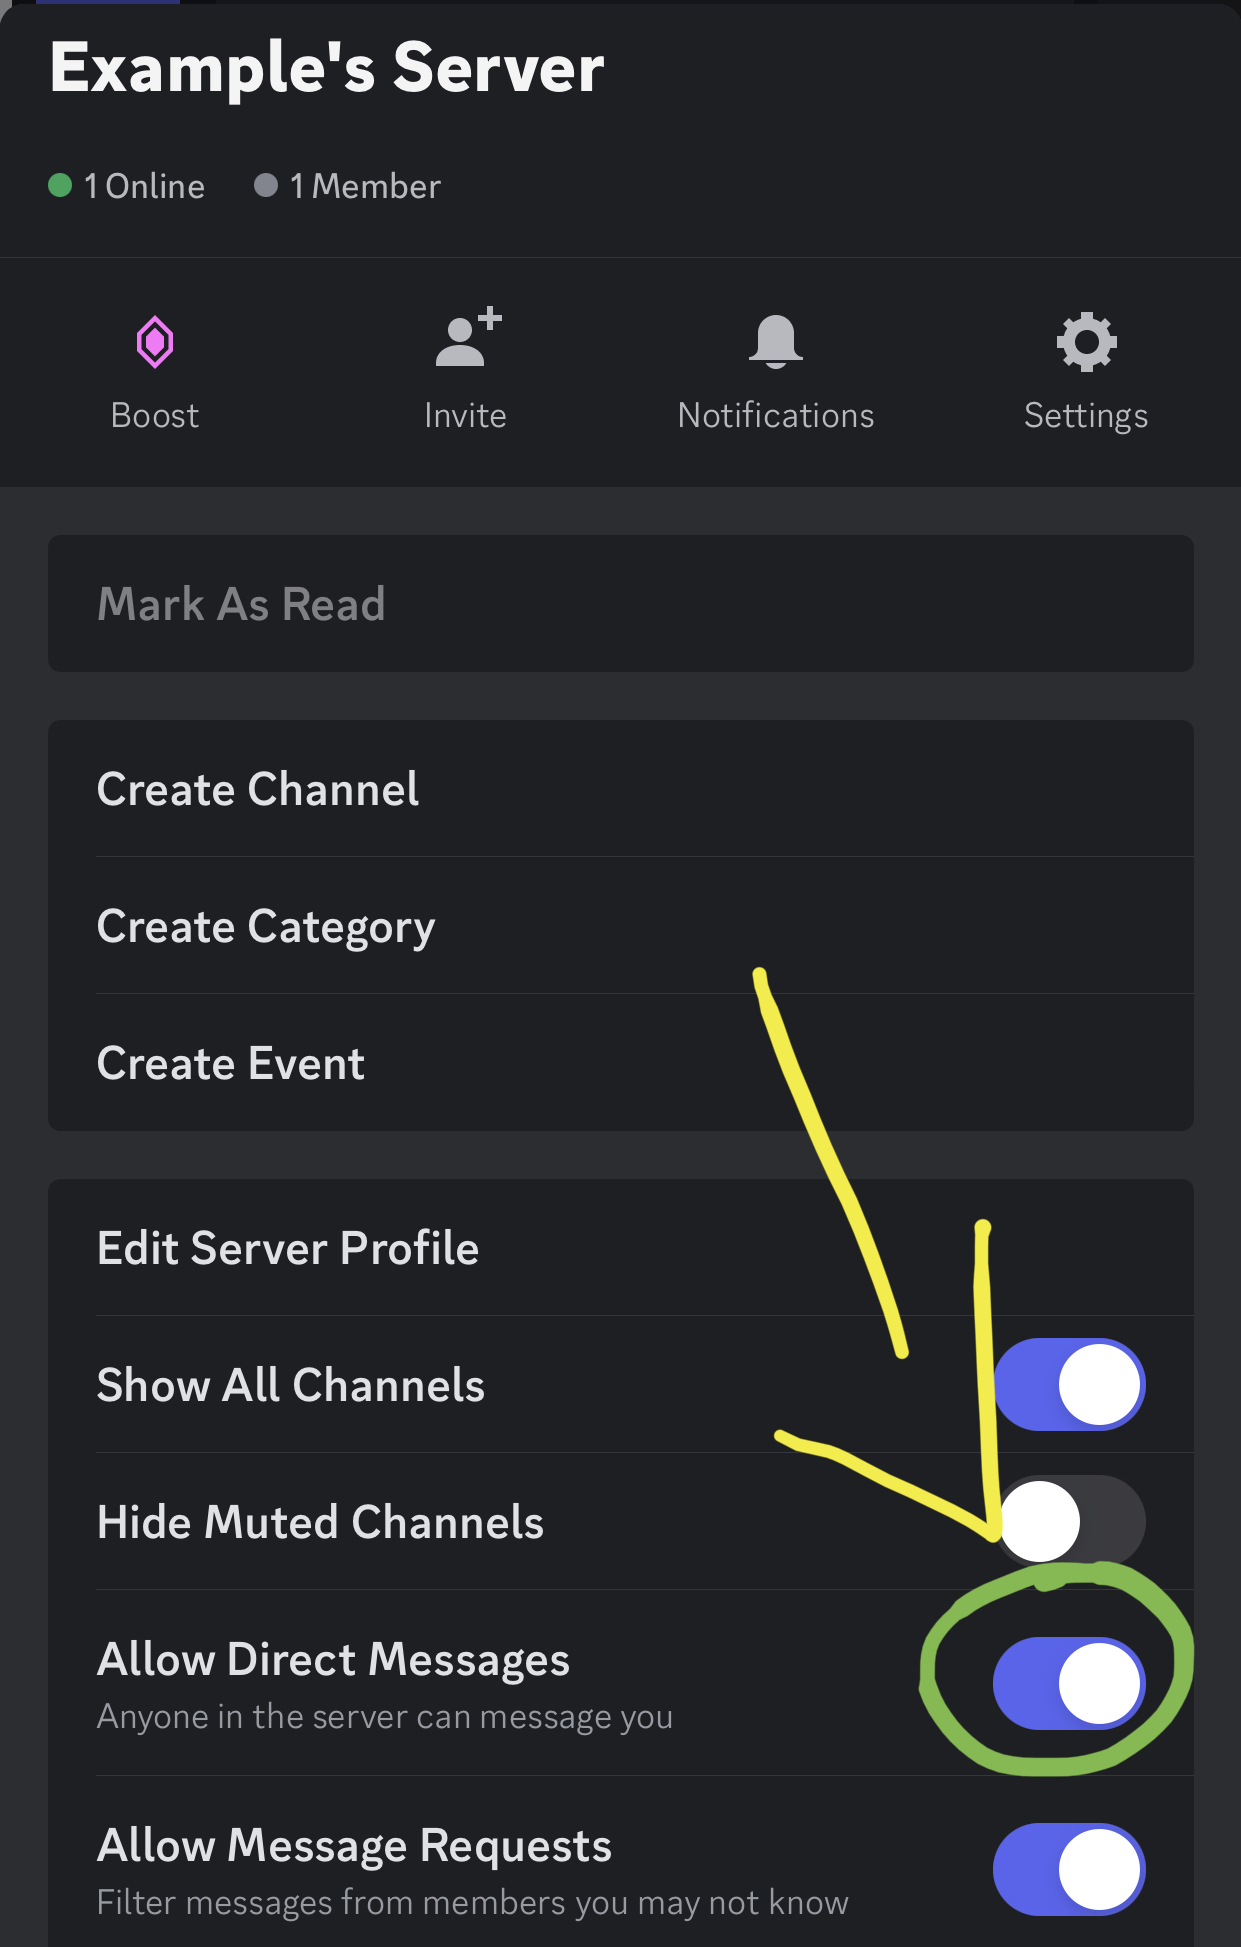 Example's Server
1 Online 1 Member
Boost Invite Notifications Settings
Mark As Read
Create Channel
Create Category
Create Event
Edit Server Profile
Show All Channels
Hide Muted Channels
Allow Direct Messages
Anyone in the server can message you
Allow Message Requests
Filter messages from members you may not know